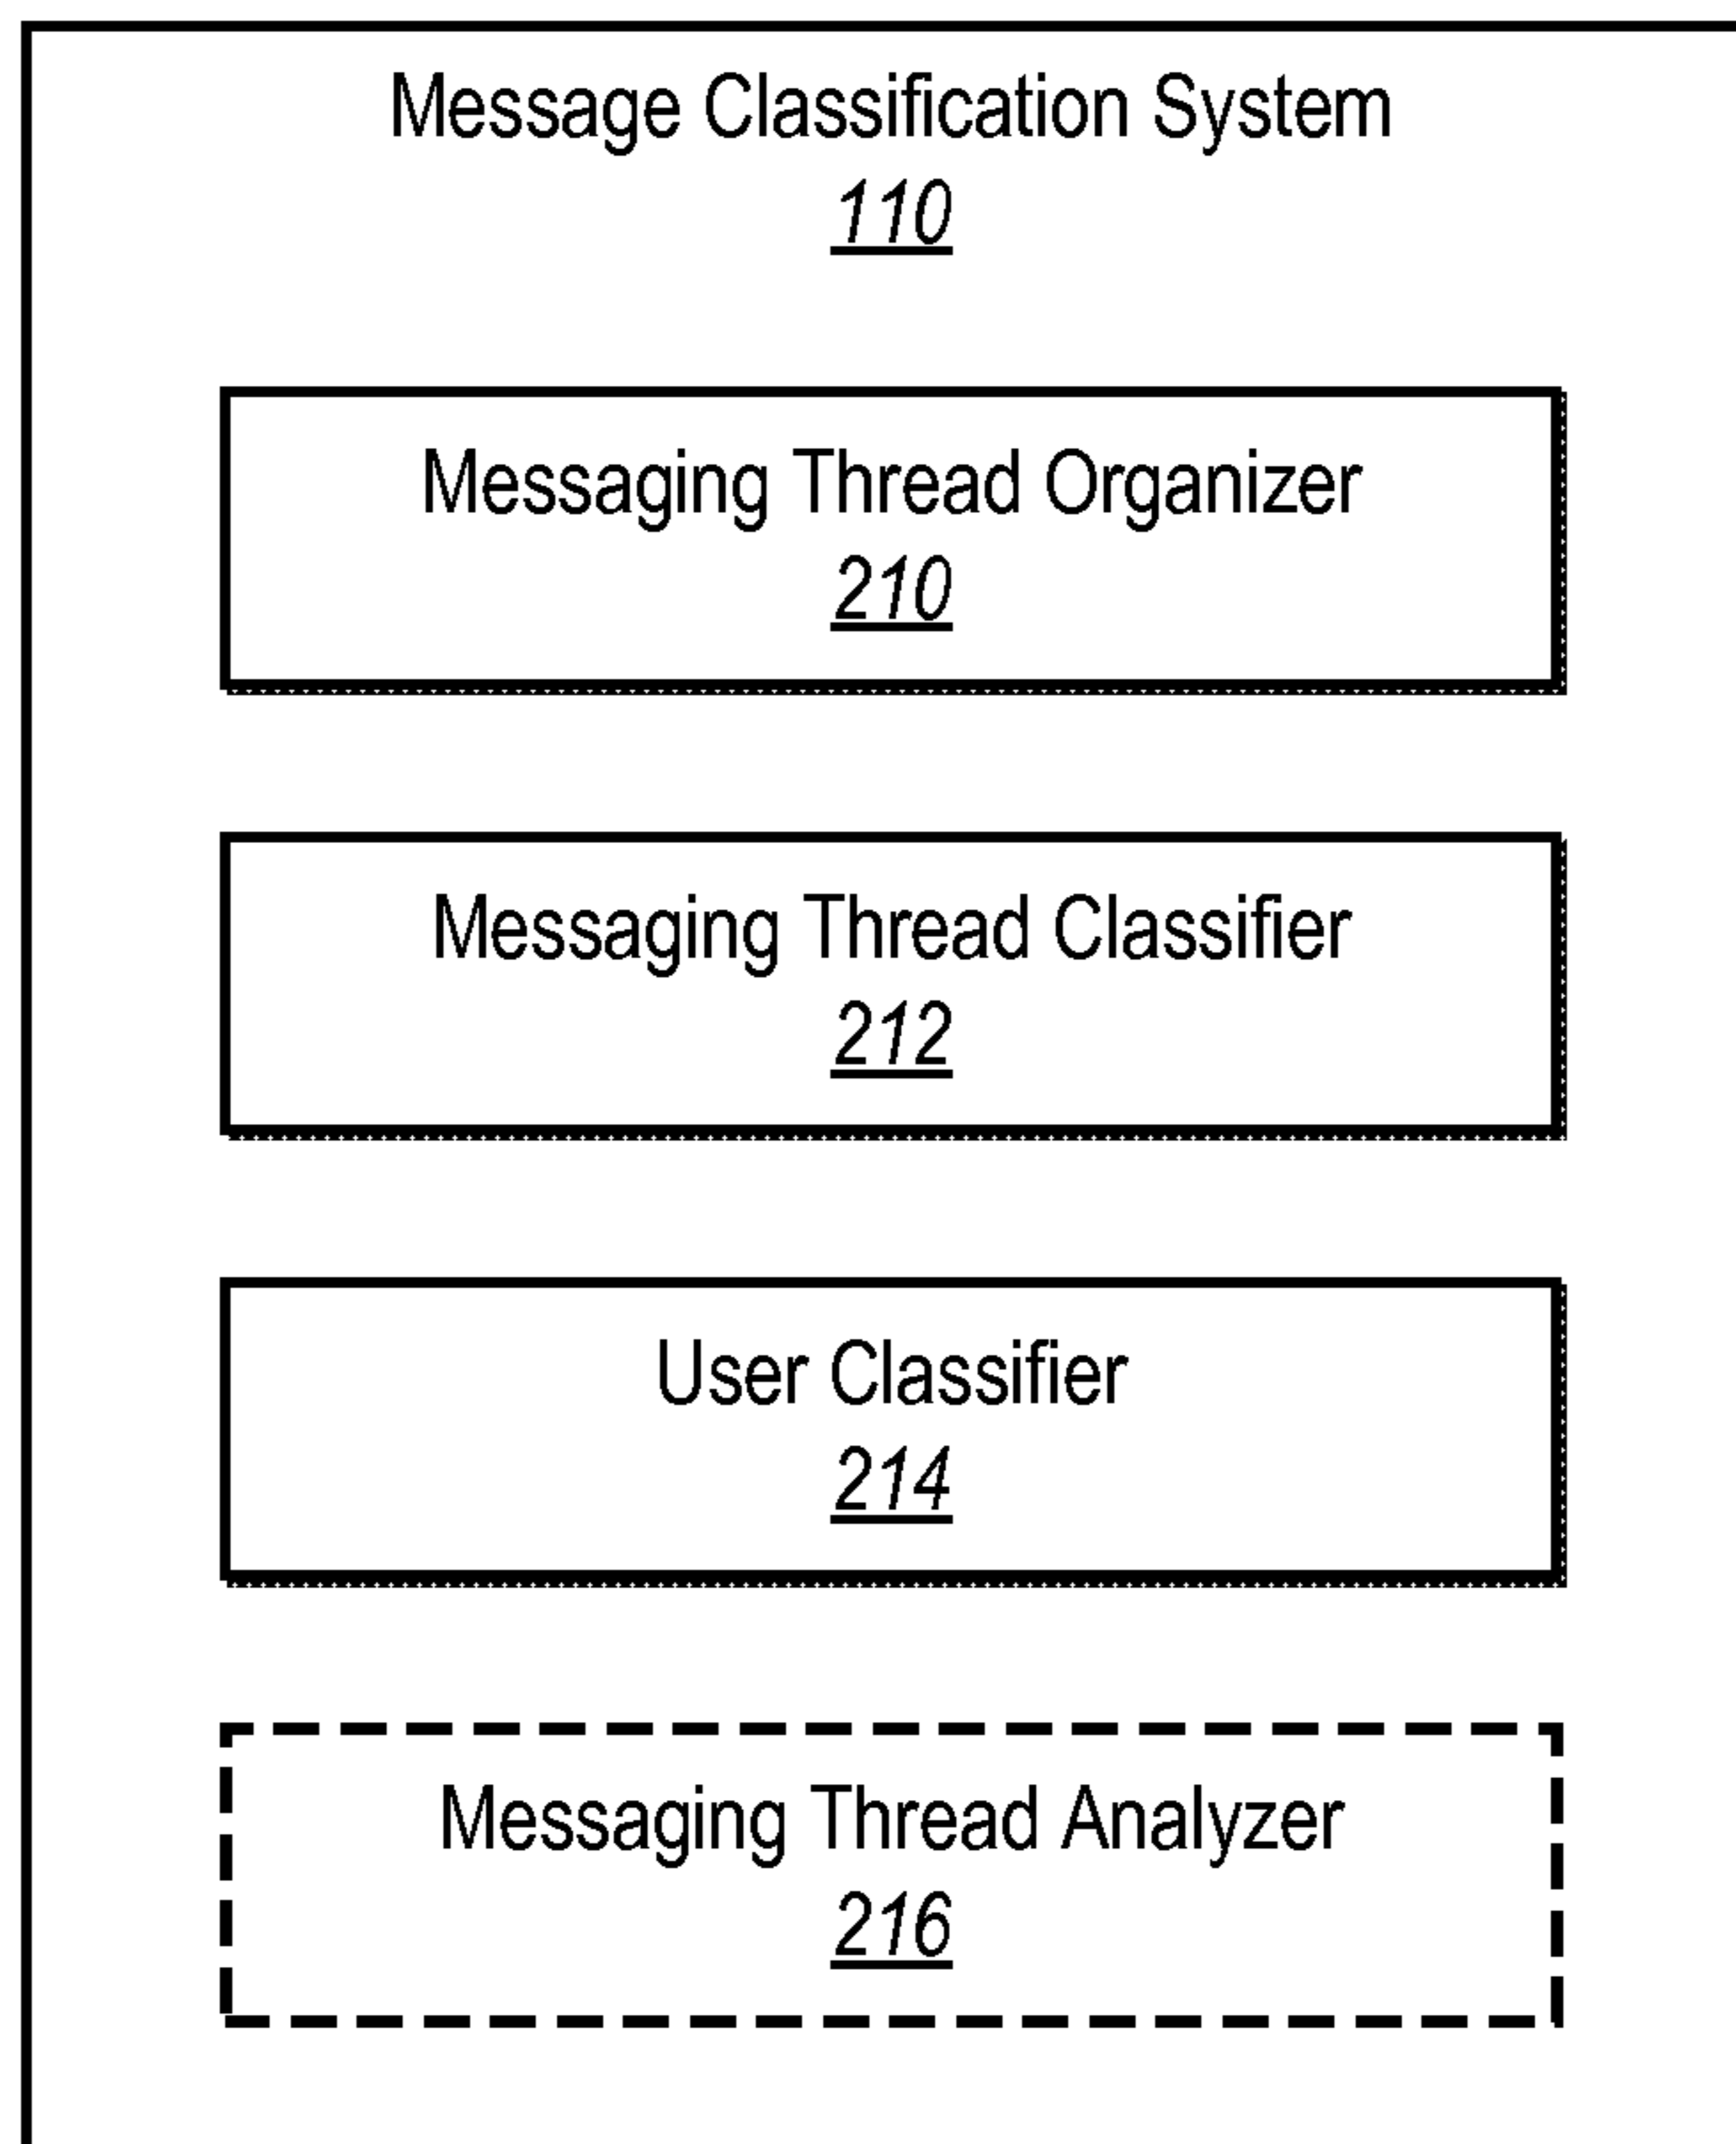 Message Classification System
110
Messaging Thread Organizer
210
Messaging Thread Classifier
212
User Classifier
214
Messaging Thread Analyzer
216